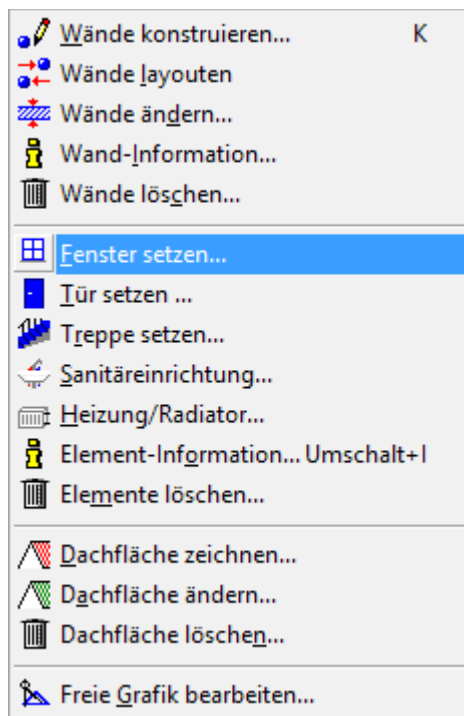 Wände konstruieren... K
Wände layouten
Wände ändern...
Wand-Information...
Wände löschen...
Fenster setzen...
Tür setzen ...
Treppe setzen...
Sanitäreinrichtung...
Heizung/Radiator...
Element-Information... Umschalt+I
Elemente löschen...
Dachfläche zeichnen...
Dachfläche ändern...
Dachfläche löschen...
Freie Grafik bearbeiten...